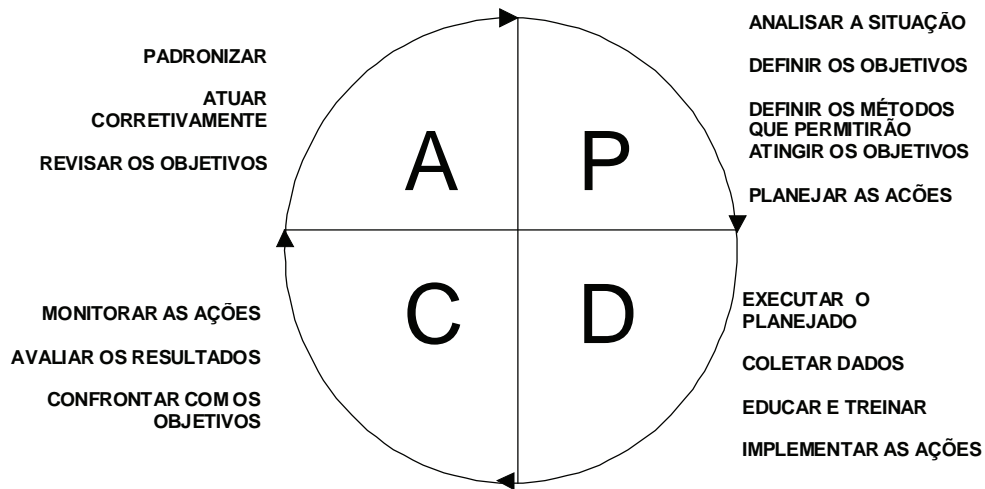 PADRONIZAR
ATUAR
CORRETIVAMENTE
REVISAR OS OBJETIVOS
A
P
ANALISAR A SITUAÇÃO
DEFINIR OS OBJETIVOS
DEFINIR OS MÉTODOS
QUE PERMITIRÃO
ATINGIR OS OBJETIVOS
PLANEJAR AS ACÕES
MONITORAR AS AÇÕES
AVALIAR OS RESULTADOS
CONFRONTAR COM OS
OBJETIVOS
C
D
EXECUTAR O
PLANEJADO
COLETAR DADOS
EDUCAR E TREINAR
IMPLEMENTAR AS AÇÕES